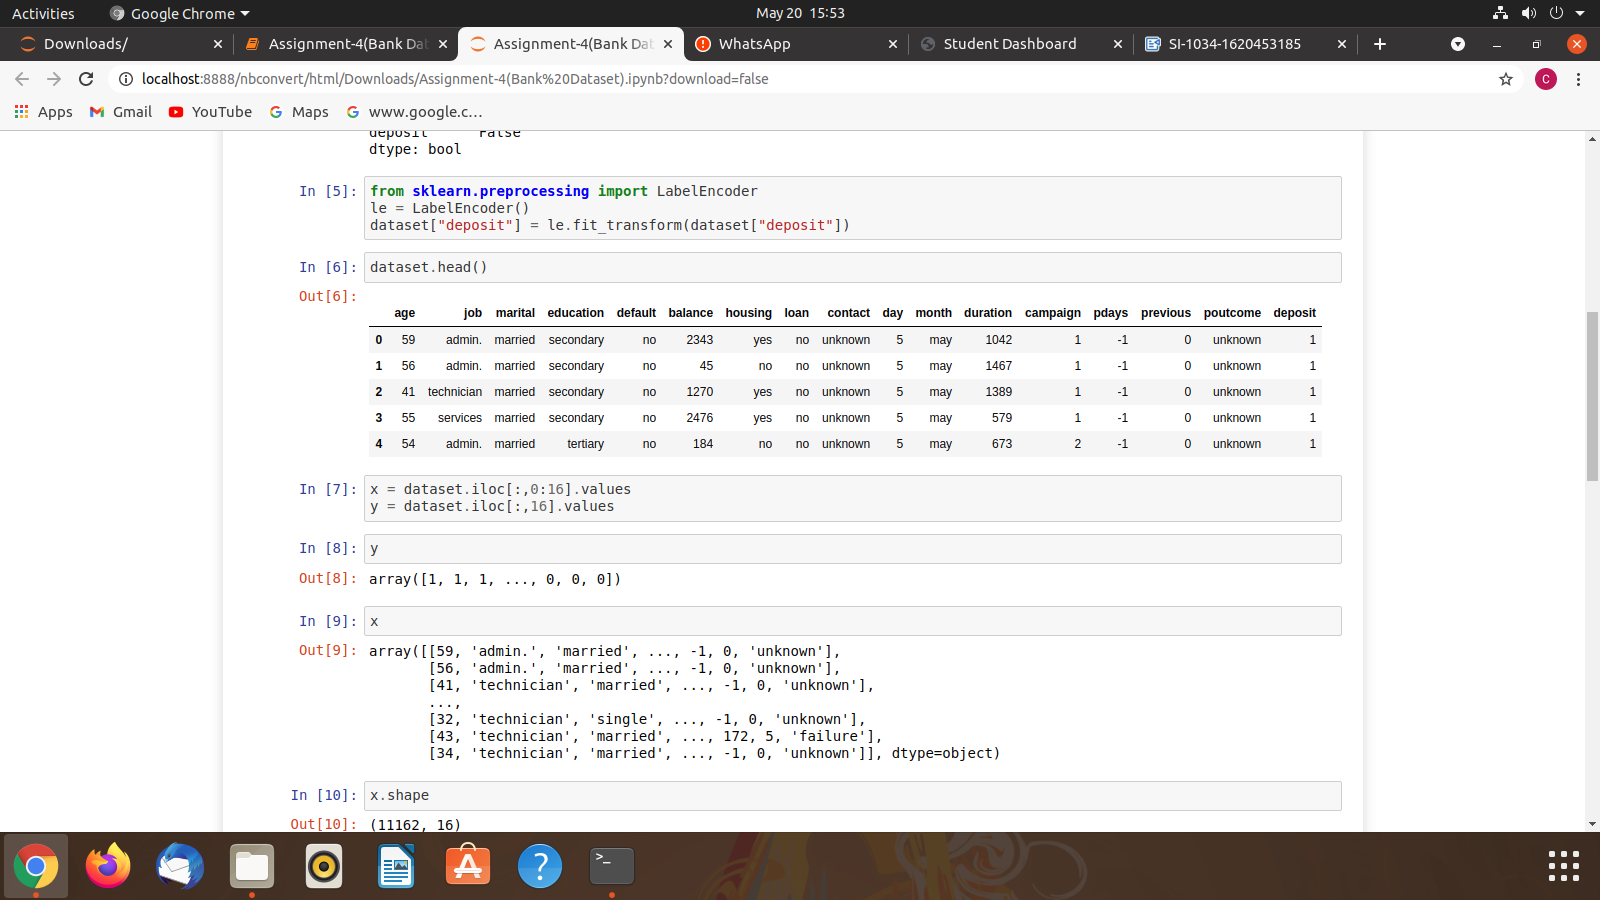 Activities Google Chrome May 20 15:53
Downloads/ Assignment-4(Bank Dat Assignment-4(Bank Dat WhatsApp Student Dashboard SI-1034-1620453185
localhost:8888/nbconvert/html/Downloads/Assignment-4(Bank%20Dataset).ipynb?download=false C
Apps Gmail YouTube Maps www.google.c...
deposit False
dtype: bool
In [5]: from sklearn.preprocessing import LabelEncoder
le = LabelEncoder()
dataset["deposit"] = le.fit_transform(dataset["deposit"])
In [6]: dataset.head()
Out[6]:
age job marital education default balance housing loan contact day month duration campaign pdays previous poutcome deposit
0 59 admin. married secondary no 2343 yes no unknown 5 may 1042 1 -1 0 unknown 1
1 56 admin. married secondary no 45 no no unknown 5 may 1467 1 -1 0 unknown 1
2 41 technician married secondary no 1270 yes no unknown 5 may 1389 1 -1 0 unknown 1
3 55 services married secondary no 2476 yes no unknown 5 may 579 1 -1 0 unknown 1
4 54 admin. married tertiary no 184 no no unknown 5 may 673 2 -1 0 unknown 1
In [7]: x = dataset.iloc[:,0:16].values
y = dataset.iloc[:,16].values
In [8]: y
Out[8]: array([1, 1, 1, ..., 0, 0, 0])
In [9]: x
Out[9]: array([[59, 'admin.', 'married', ..., -1, 0, 'unknown'],
[56, 'admin.', 'married', ..., -1, 0, 'unknown'],
[41, 'technician', 'married', ..., -1, 0, 'unknown'],
...,
[32, 'technician', 'single', ..., -1, 0, 'unknown'],
[43, 'technician', 'married', ..., 172, 5, 'failure'],
[34, 'technician', 'married', ..., -1, 0, 'unknown']], dtype=object)
In [10]: x.shape
Out[10]: (11162, 16)